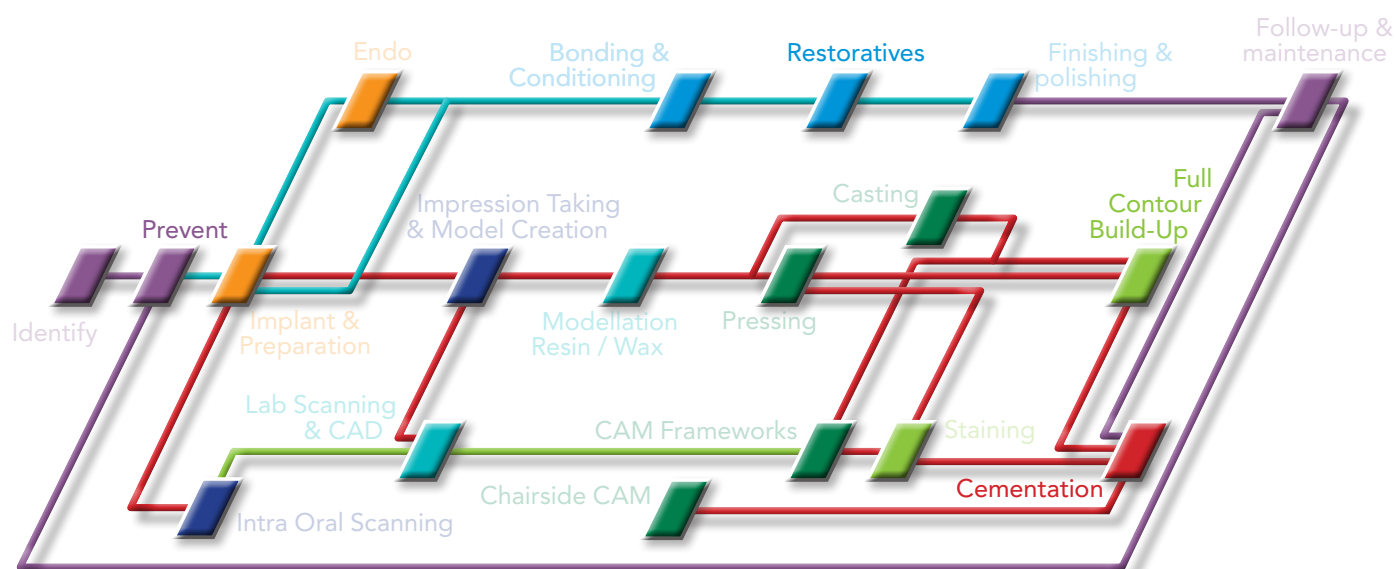 Follow-up &
maintenance
Endo
Bonding &
Conditioning
Restoratives
Finishing &
polishing
Full
Contour
Build-Up
Casting
Impression Taking
& Model Creation
Prevent
Identify
Implant &
Preparation
Modellation
Resin / Wax
Pressing
Lab Scanning
& CAD
CAM Frameworks
Staining
Cementation
Chairside CAM
Intra Oral Scanning